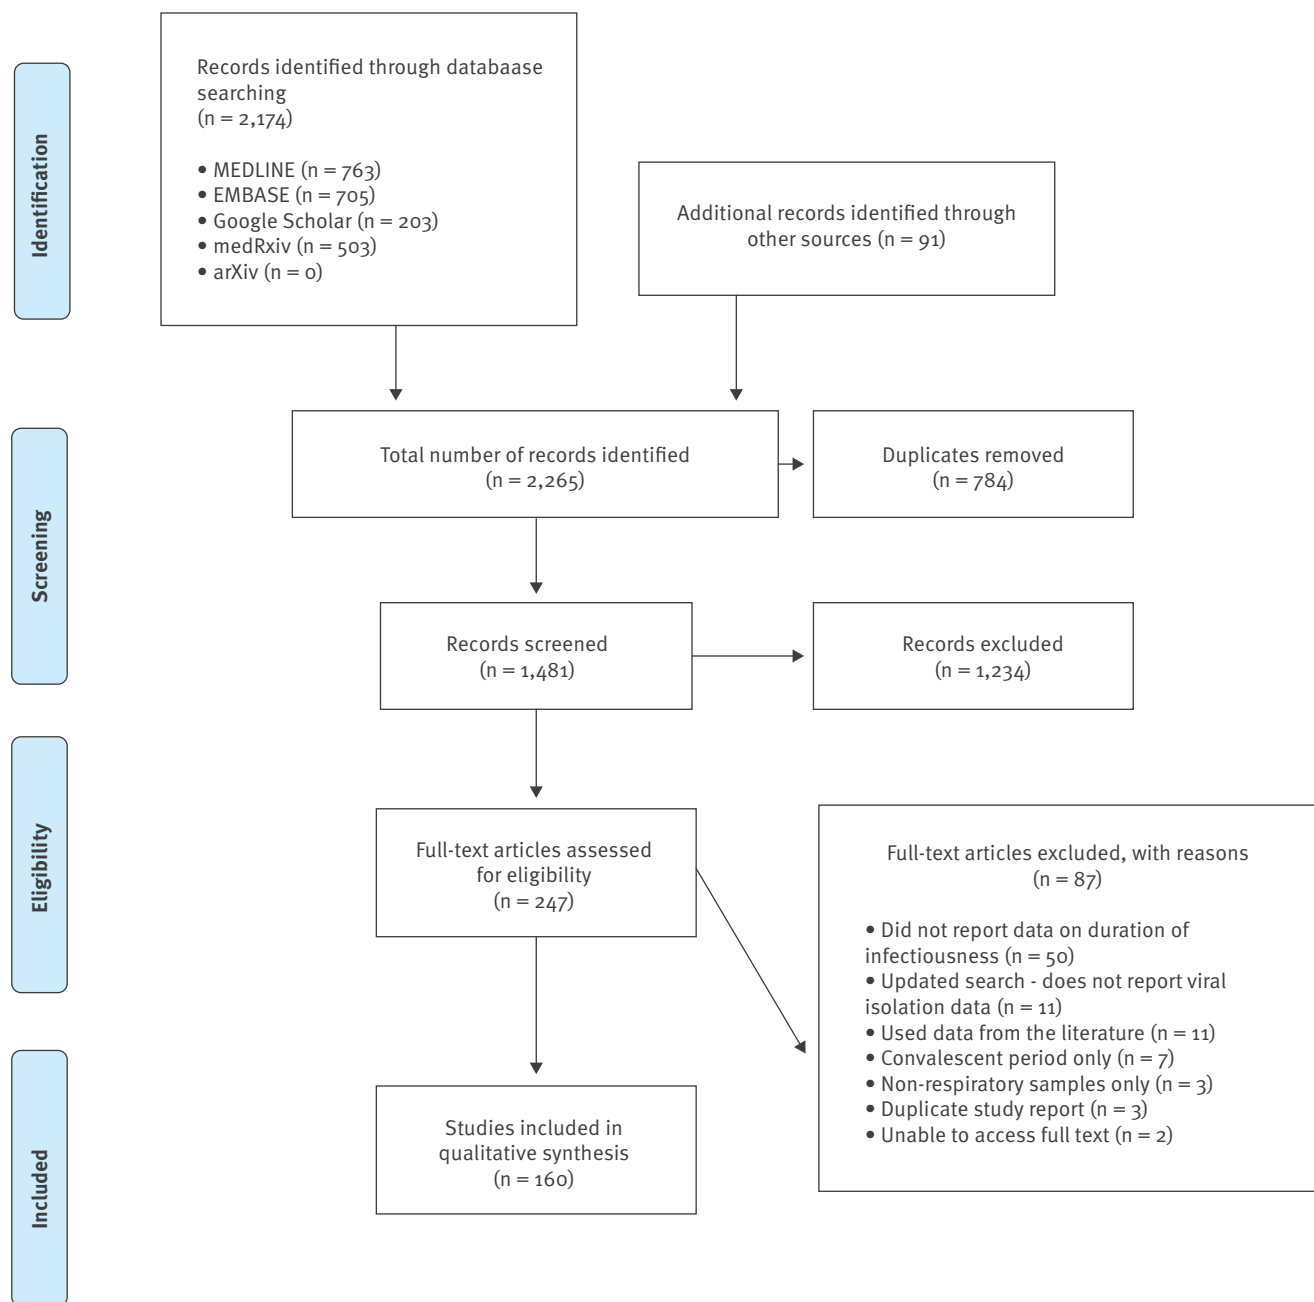 Identification
Records identified through databaase
searching
(n = 2,174)
• MEDLINE (n = 763)
• EMBASE (n = 705)
• Google Scholar (n = 203)
• medRxiv (n = 503)
• arXiv (n = 0)
Additional records identified through
other sources (n = 91)
Screening
Total number of records identified
(n = 2,265)
Duplicates removed
(n = 784)
Records screened
(n = 1,481)
Records excluded
(n = 1,234)
Eligibility
Full-text articles assessed
for eligibility
(n = 247)
Full-text articles excluded, with reasons
(n = 87)
• Did not report data on duration of
infectiousness (n = 50)
• Updated search - does not report viral
isolation data (n = 11)
• Used data from the literature (n = 11)
• Convalescent period only (n = 7)
• Non-respiratory samples only (n = 3)
• Duplicate study report (n = 3)
• Unable to access full text (n = 2)
Included
Studies included in
qualitative synthesis
(n = 160)